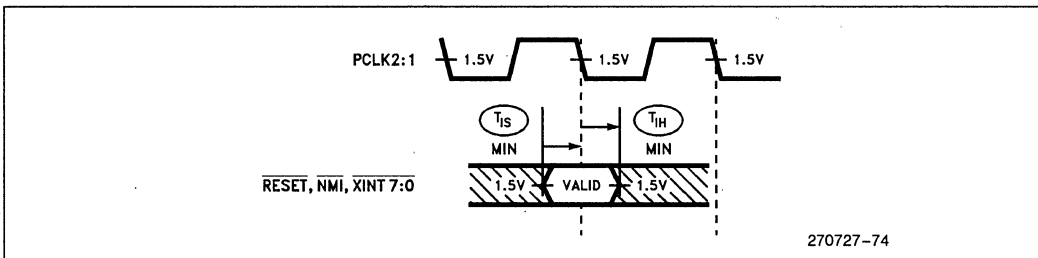 PCLK2:1 1.5V 1.5V 1.5V
T_IS T_IH
MIN MIN
RESET, NMI, XINT 7:0 1.5V VALID 1.5V
270727-74